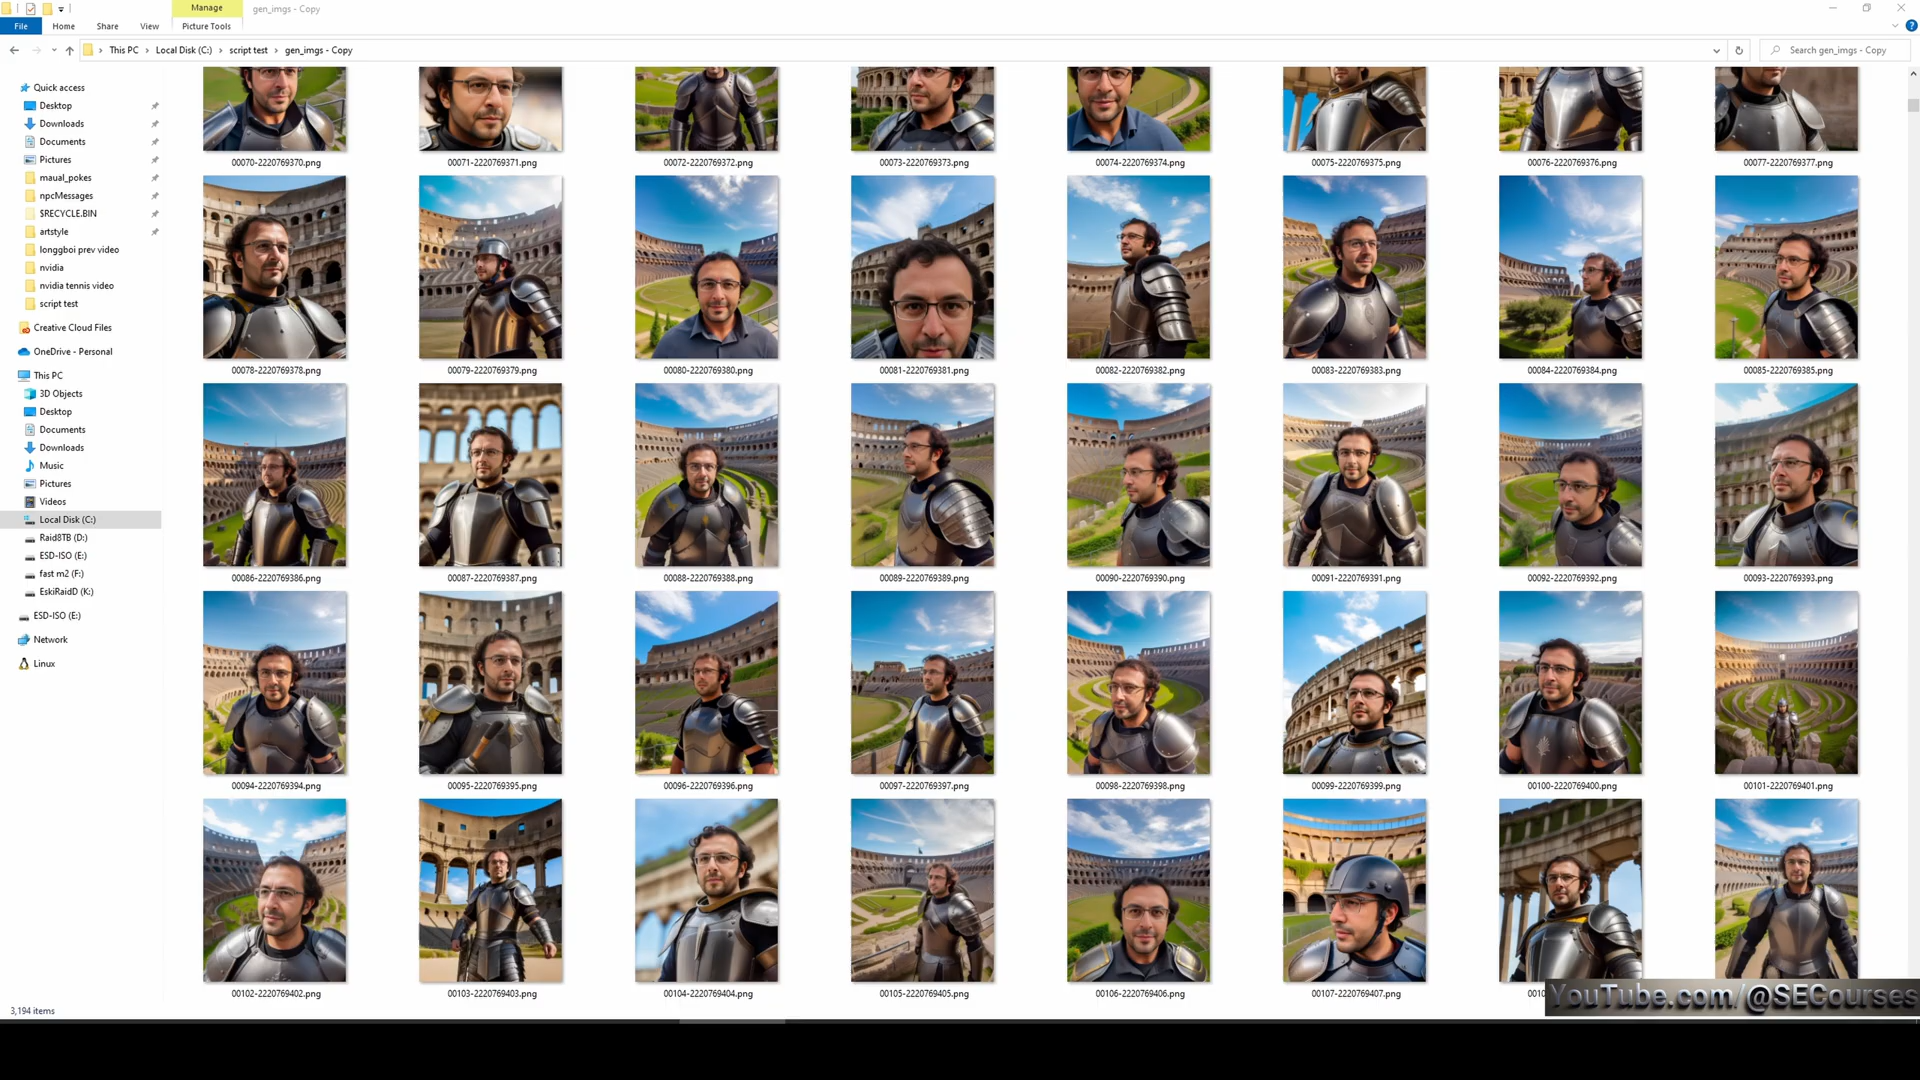 Manage
gen_imgs - Copy
File
Home
Share
View
Picture Tools
This PC
Local Disk (C:)
script test
gen_imgs - Copy
Search gen_imgs - Copy
Quick access
Desktop
Downloads
Documents
Pictures
maual_pokes
npcMessages
$RECYCLE.BIN
artstyle
longgboi prev video
nvidia
nvidia tennis video
script test
Creative Cloud Files
OneDrive - Personal
This PC
3D Objects
Desktop
Documents
Downloads
Music
Pictures
Videos
Local Disk (C:)
Raid8TB (D:)
ESD-ISO (E:)
fast m2 (F:)
EskiRaidD (K:)
ESD-ISO (E:)
Network
Linux
00070-2220769370.png
00071-2220769371.png
00072-2220769372.png
00073-2220769373.png
00074-2220769374.png
00075-2220769375.png
00076-2220769376.png
00077-2220769377.png
00078-2220769378.png
00079-2220769379.png
00080-2220769380.png
00081-2220769381.png
00082-2220769382.png
00083-2220769383.png
00084-2220769384.png
00085-2220769385.png
00086-2220769386.png
00087-2220769387.png
00088-2220769388.png
00089-2220769389.png
00090-2220769390.png
00091-2220769391.png
00092-2220769392.png
00093-2220769393.png
00094-2220769394.png
00095-2220769395.png
00096-2220769396.png
00097-2220769397.png
00098-2220769398.png
00099-2220769399.png
00100-2220769400.png
00101-2220769401.png
00102-2220769402.png
00103-2220769403.png
00104-2220769404.png
00105-2220769405.png
00106-2220769406.png
00107-2220769407.png
YouTube.com/@SECourses
3,194 items